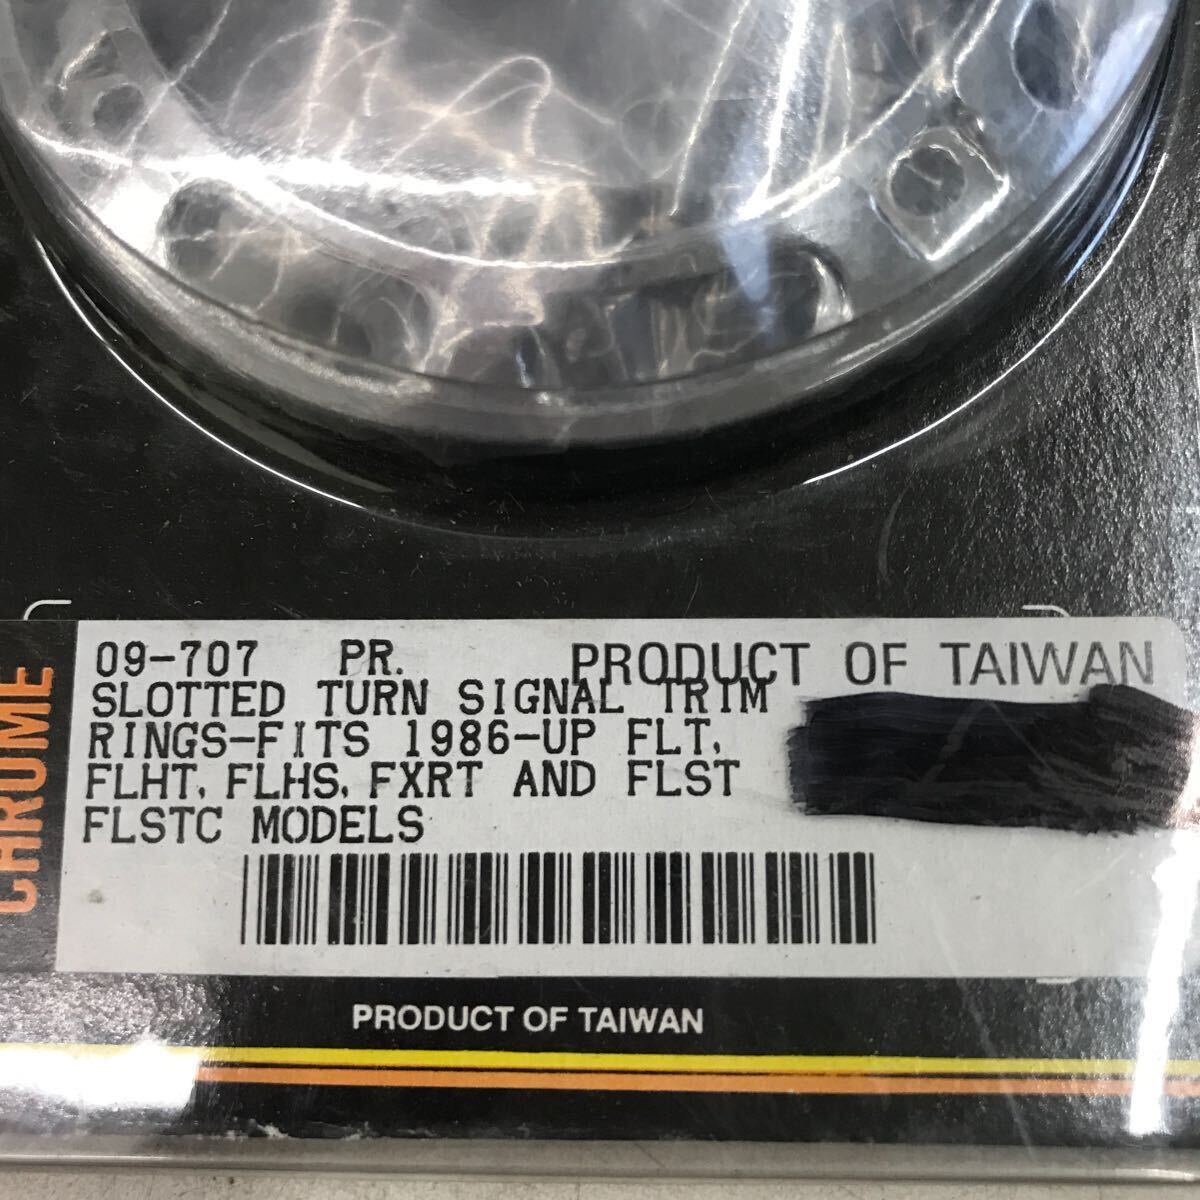 CHROME
09-707 PR. PRODUCT OF TAIWAN
SLOTTED TURN SIGNAL TRIM
RINGS-FITS 1986-UP FLT,
FLHT, FLHS, FXRT AND FLST
FLSTC MODELS
PRODUCT OF TAIWAN